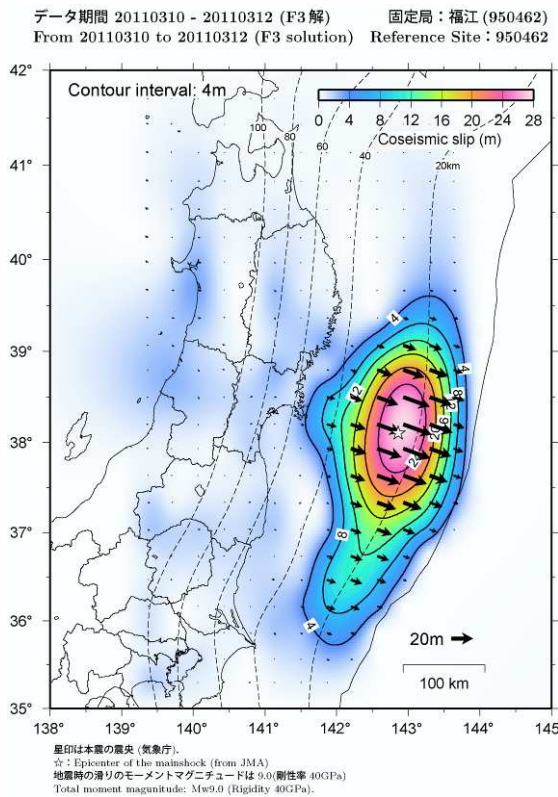 データ期間 20110310 - 20110312 (F3 解) 固定局：福江 (950462)
From 20110310 to 20110312 (F3 solution) Reference Site : 950462
42°
Contour interval: 4m
0 4 8 12 16 20 24 28
Coseismic slip (m)
100
80
60
40
20km
41°
40°
39°
38°
37°
36°
35°
4
4
8
12
8
4
20m
100 km
138° 139° 140° 141° 142° 143° 144° 145
星印は本震の震央 (気象庁).
☆ : Epicenter of the mainshock (from JMA)
地震時の滑りのモーメントマグニチュードは 9.0(剛性率 40GPa)
Total moment magunitude: Mw9.0 (Rigidity 40GPa).